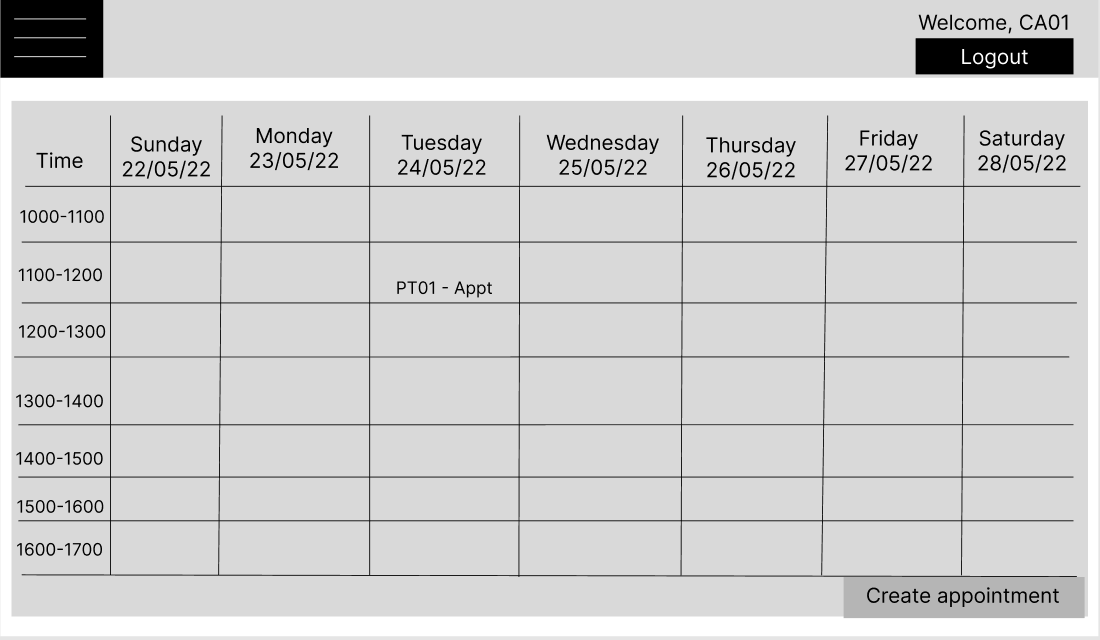 Welcome, CA01
Logout
Time
Sunday
22/05/22
Monday
23/05/22
Tuesday
24/05/22
Wednesday
25/05/22
Thursday
26/05/22
Friday
27/05/22
Saturday
28/05/22
1000-1100
1100-1200
PT01 - Appt
1200-1300
1300-1400
1400-1500
1500-1600
1600-1700
Create appointment